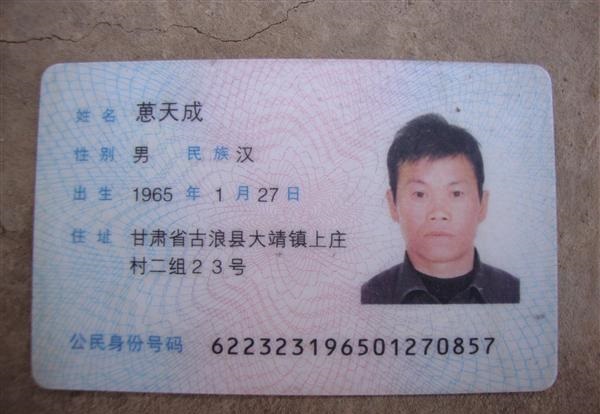 姓名 蒽天成
性别 男 民族 汉
出生 1965 年 1 月 27 日
住址 甘肃省古浪县大靖镇上庄
村二组23号
公民身份号码 622323196501270857